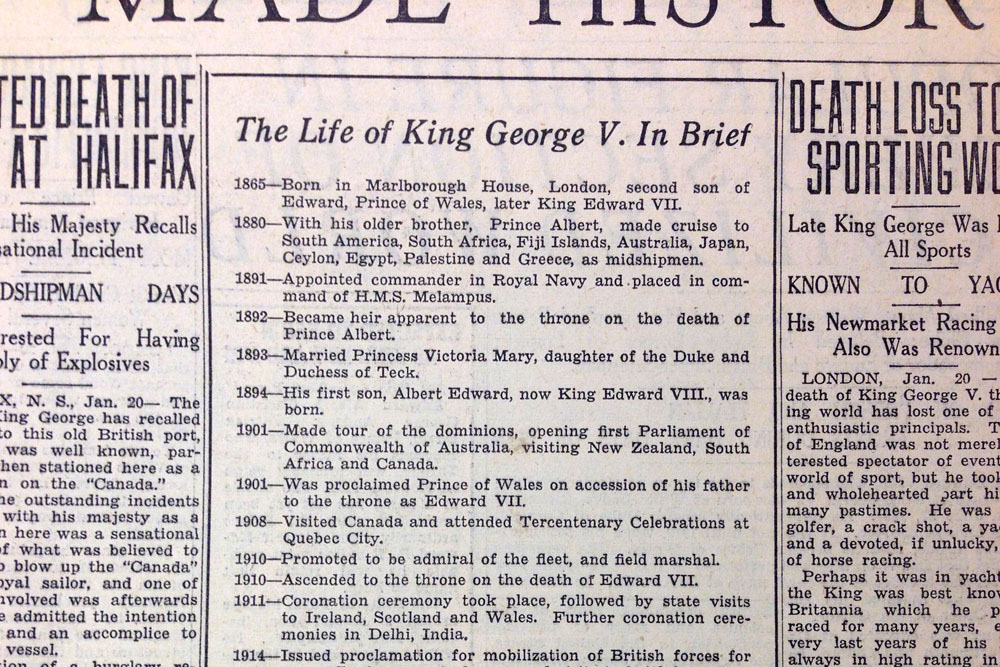 MADE HISTOR
TED DEATH OF
AT HALIFAX
His Majesty Recalls
sational Incident
DSHIPMAN DAYS
rested For Having
ply of Explosives
X, N. S., Jan. 20— The
King George has recalled
to this old British port,
was well known, par-
hen stationed here as a
n on the "Canada."
he outstanding incidents
with his majesty as a
n here was a sensational
of what was believed to
o blow up the "Canada"
oyal sailor, and one of
nvolved was afterwards
e admitted the intention
and an accomplice to
vessel.
tion of a burglary re-
The Life of King George V. In Brief
1865—Born in Marlborough House, London, second son of
Edward, Prince of Wales, later King Edward VII.
1880—With his older brother, Prince Albert, made cruise to
South America, South Africa, Fiji Islands, Australia, Japan,
Ceylon, Egypt, Palestine and Greece, as midshipmen.
1891—Appointed commander in Royal Navy and placed in com-
mand of H.M.S. Melampus.
1892—Became heir apparent to the throne on the death of
Prince Albert.
1893—Married Princess Victoria Mary, daughter of the Duke and
Duchess of Teck.
1894—His first son, Albert Edward, now King Edward VIII., was
born.
1901—Made tour of the dominions, opening first Parliament of
Commonwealth of Australia, visiting New Zealand, South
Africa and Canada.
1901—Was proclaimed Prince of Wales on accession of his father
to the throne as Edward VII.
1908—Visited Canada and attended Tercentenary Celebrations at
Quebec City.
1910—Promoted to be admiral of the fleet, and field marshal.
1910—Ascended to the throne on the death of Edward VII.
1911—Coronation ceremony took place, followed by state visits
to Ireland, Scotland and Wales. Further coronation cere-
monies in Delhi, India.
1914—Issued proclamation for mobilization of British forces for
DEATH LOSS TO
SPORTING WO
Late King George Was
All Sports
KNOWN TO YAC
His Newmarket Racing
Also Was Renown
LONDON, Jan. 20 —
death of King George V. th
ing world has lost one of
enthusiastic principals. T
of England was not merel
terested spectator of event
world of sport, but he took
and wholehearted part hi
many pastimes. He was
golfer, a crack shot, a ya
and a devoted, if unlucky,
of horse racing.
Perhaps it was in yacht
the King was best know
Britannia which he p
raced for many years, e
very last years of his
always in high rating in